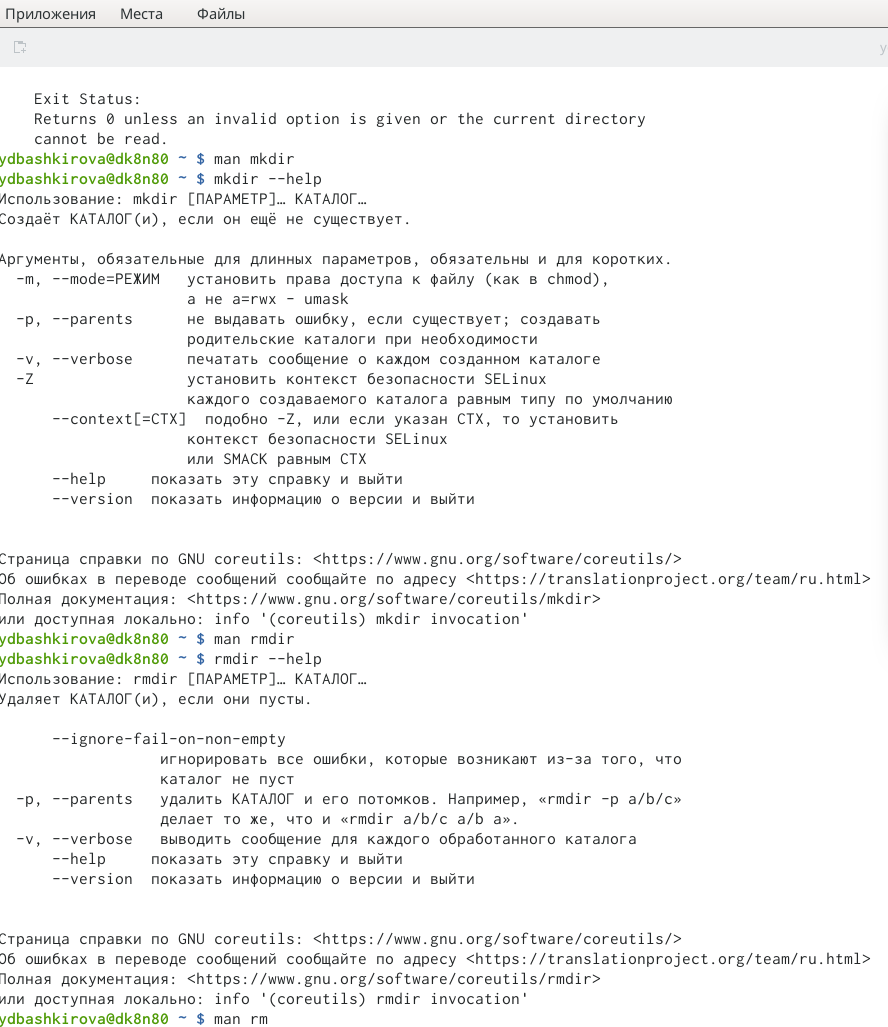 Приложения Места Файлы
y
Exit Status:
Returns 0 unless an invalid option is given or the current directory
cannot be read.
ydbashkirova@dk8n80 ~ $ man mkdir
ydbashkirova@dk8n80 ~ $ mkdir --help
Использование: mkdir [ПАРАМЕТР]… КАТАЛОГ…
Создаёт КАТАЛОГ(и), если он ещё не существует.
Аргументы, обязательные для длинных параметров, обязательны и для коротких.
-m, --mode=РЕЖИМ установить права доступа к файлу (как в chmod),
а не a=rwx - umask
-p, --parents не выдавать ошибку, если существует; создавать
родительские каталоги при необходимости
-v, --verbose печатать сообщение о каждом созданном каталоге
-Z установить контекст безопасности SELinux
каждого создаваемого каталога равным типу по умолчанию
--context[=CTX] подобно -Z, или если указан CTX, то установить
контекст безопасности SELinux
или SMACK равным CTX
--help показать эту справку и выйти
--version показать информацию о версии и выйти
Страница справки по GNU coreutils: <https://www.gnu.org/software/coreutils/>
Об ошибках в переводе сообщений сообщайте по адресу <https://translationproject.org/team/ru.html>
Полная документация: <https://www.gnu.org/software/coreutils/mkdir>
или доступная локально: info '(coreutils) mkdir invocation'
ydbashkirova@dk8n80 ~ $ man rmdir
ydbashkirova@dk8n80 ~ $ rmdir --help
Использование: rmdir [ПАРАМЕТР]… КАТАЛОГ…
Удаляет КАТАЛОГ(и), если они пусты.
--ignore-fail-on-non-empty
игнорировать все ошибки, которые возникают из-за того, что
каталог не пуст
-p, --parents удалить КАТАЛОГ и его потомков. Например, «rmdir -p a/b/c»
делает то же, что и «rmdir a/b/c a/b a».
-v, --verbose выводить сообщение для каждого обработанного каталога
--help показать эту справку и выйти
--version показать информацию о версии и выйти
Страница справки по GNU coreutils: <https://www.gnu.org/software/coreutils/>
Об ошибках в переводе сообщений сообщайте по адресу <https://translationproject.org/team/ru.html>
Полная документация: <https://www.gnu.org/software/coreutils/rmdir>
или доступная локально: info '(coreutils) rmdir invocation'
ydbashkirova@dk8n80 ~ $ man rm